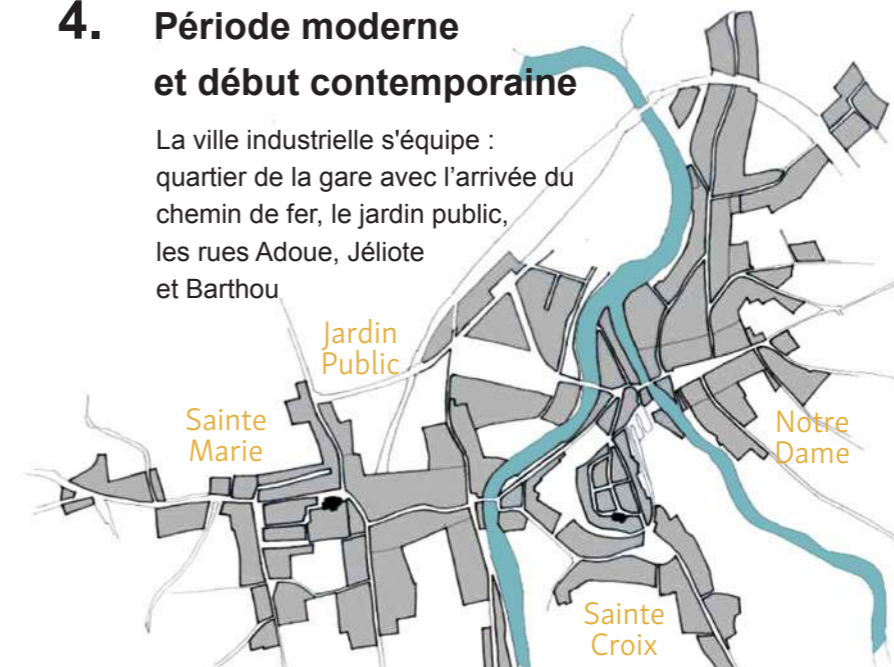 4. Période moderne
et début contemporaine
La ville industrielle s'équipe :
quartier de la gare avec l’arrivée du
chemin de fer, le jardin public,
les rues Adoue, Jéliote
et Barthou
Jardin
Public
Sainte
Marie
Notre
Dame
Sainte
Croix